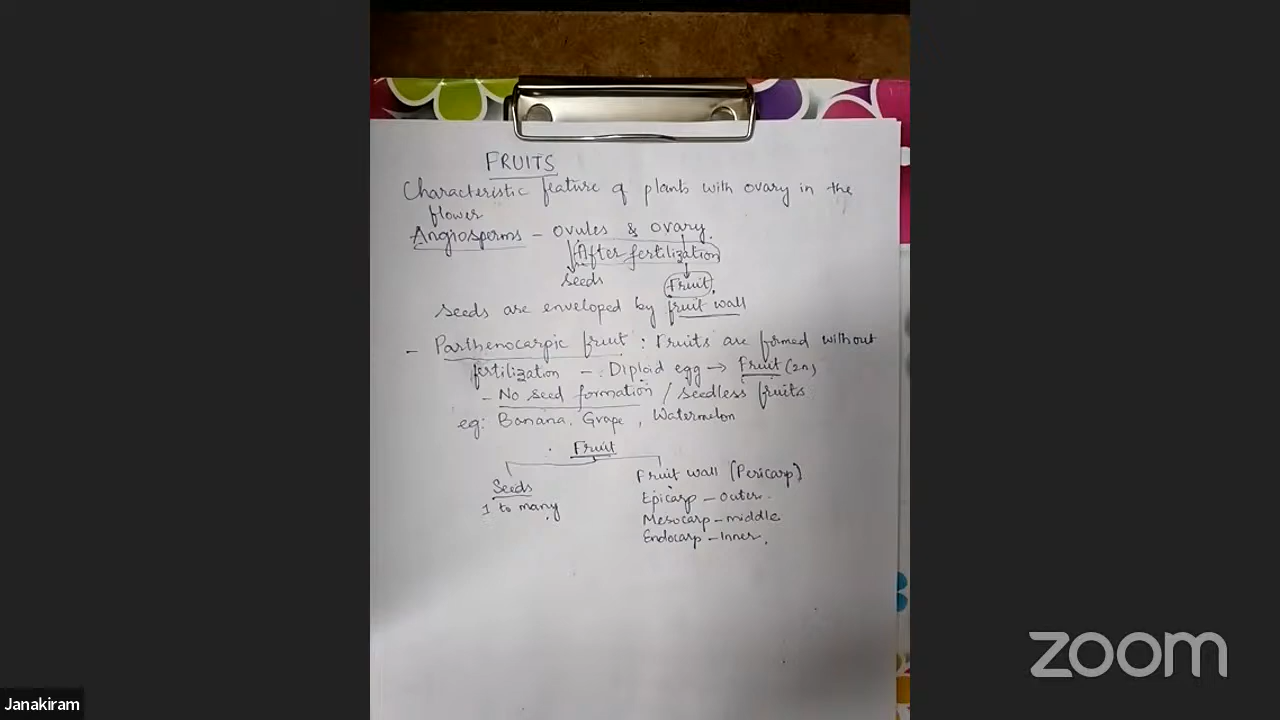 FRUITS
Characteristic feature of plants with ovary in the
flower
Angiosperms - ovules & ovary.
After fertilization
Seeds Fruit.
Seeds are enveloped by fruit wall
- Parthenocarpic fruit : Fruits are formed without
fertilization - . Diploid egg → Fruit (2n)
- No seed formation / seedless fruits
eg: Banana, Grape, Watermelon
Fruit
Seeds
1 to many
Fruit wall (Pericarp)
Epicarp - outer.
Mesocarp - middle
Endocarp - Inner.
zoom
Janakiram